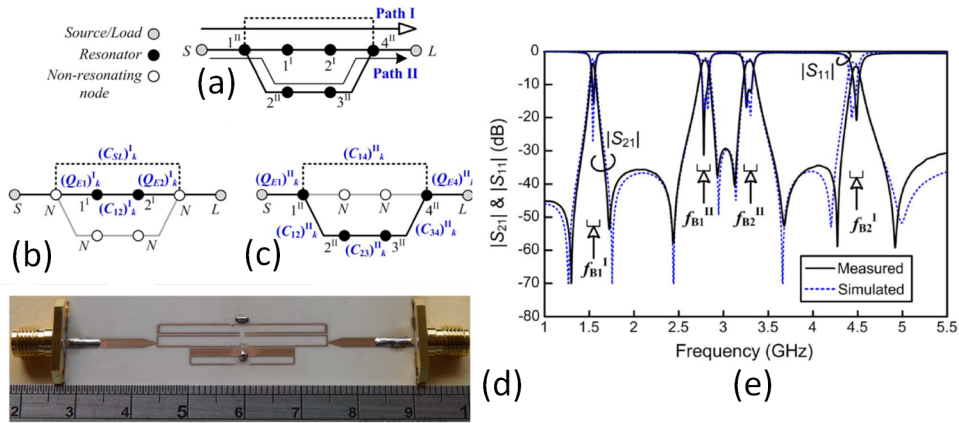 Source/Load
Resonator
Non-resonating
node
(a)
Path I
S
1II
1I
2I
4II
L
Path II
2II
3II
(CSL)Ik
(QE1)Ik
(QE2)Ik
S
N
1I
(C12)Ik
2I
N
L
N
N
(b)
(C14)IIk
(QE1)IIk
(QE4)IIk
S
1II
N
N
4II
L
(C12)IIk
(C34)IIk
2II
(C23)IIk
3II
(c)
2 3 4 5 6 7 8 9 1
(d)
|S21| & |S11| (dB)
0
-10
-20
-30
-40
-50
-60
-70
-80
|S11|
|S21|
fB1I
fB1II
fB2II
fB2I
Measured
Simulated
1 1.5 2 2.5 3 3.5 4 4.5 5 5.5
Frequency (GHz)
(e)